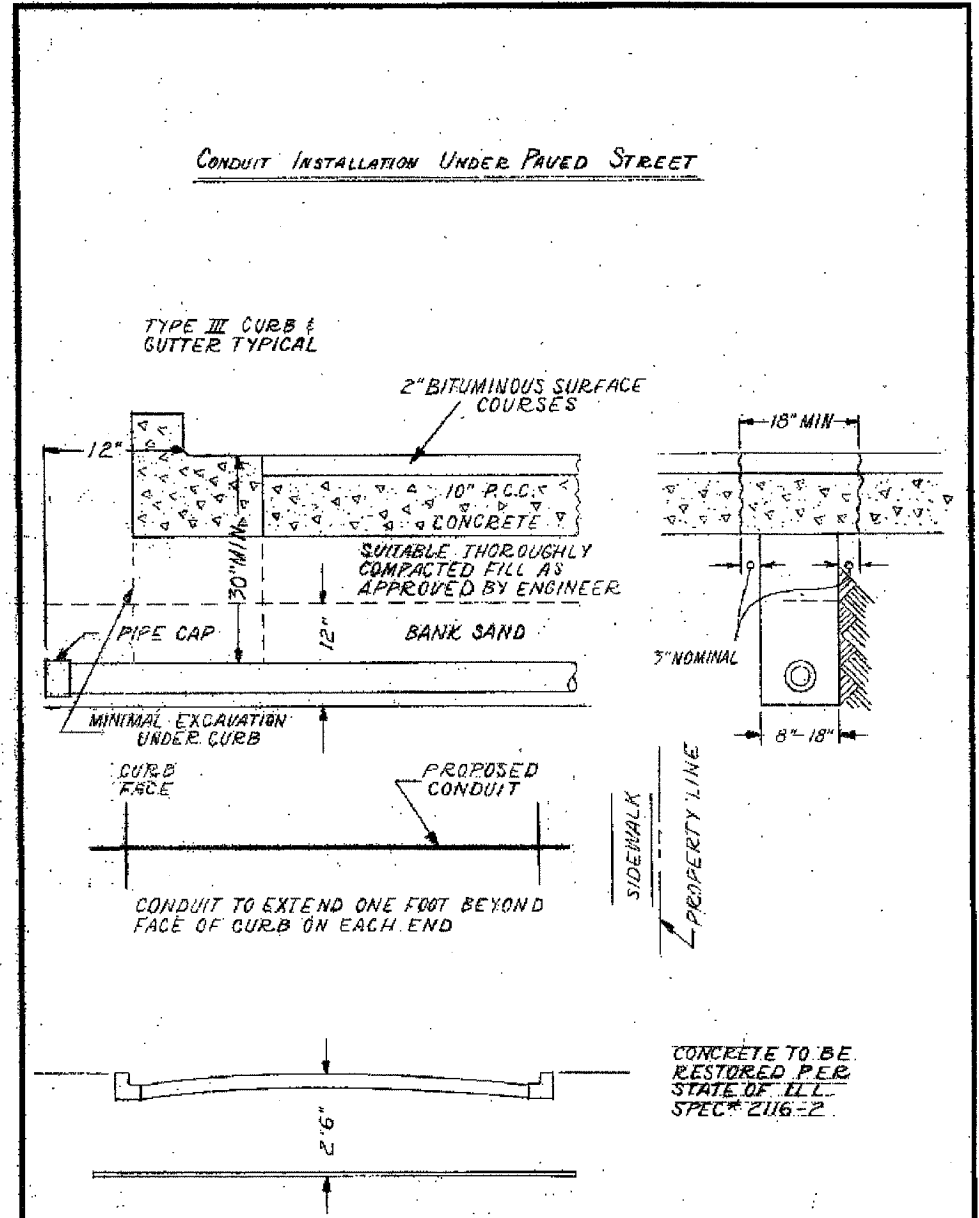 CONDUIT INSTALLATION UNDER PAVED STREET
TYPE III CURB &
GUTTER TYPICAL
2" BITUMINOUS SURFACE
COURSES
12"
18" MIN
10" P.C.C.
CONCRETE
30" MIN.
SUITABLE THOROUGHLY
COMPACTED FILL AS
APPROVED BY ENGINEER
PIPE CAP
12"
BANK SAND
3" NOMINAL
MINIMAL EXCAVATION
UNDER CURB
8"-18"
CURB
FACE
PROPOSED
CONDUIT
SIDEWALK
PROPERTY LINE
CONDUIT TO EXTEND ONE FOOT BEYOND
FACE OF CURB ON EACH END
2'6"
CONCRETE TO BE
RESTORED PER
STATE OF ILL.
SPEC# 2116-2